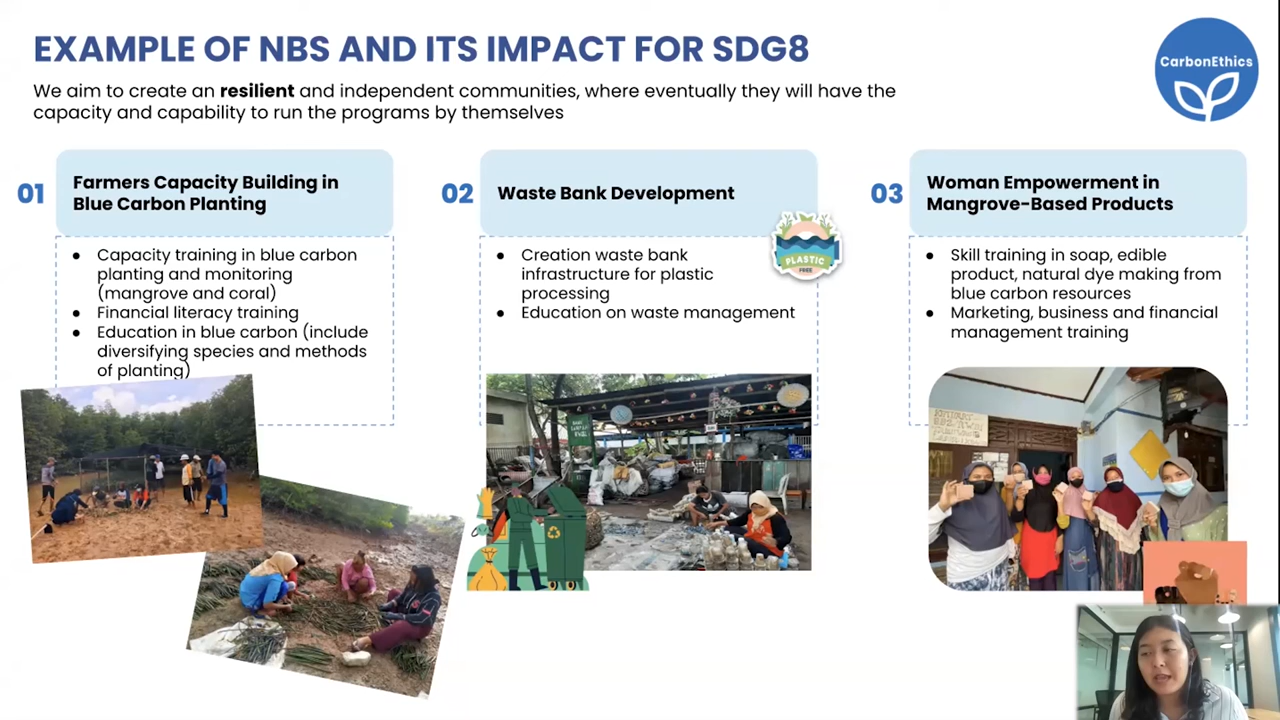 EXAMPLE OF NBS AND ITS IMPACT FOR SDG8
CarbonEthics
We aim to create an resilient and independent communities, where eventually they will have the
capacity and capability to run the programs by themselves
01
Farmers Capacity Building in
Blue Carbon Planting
● Capacity training in blue carbon
planting and monitoring
(mangrove and coral)
● Financial literacy training
● Education in blue carbon (include
diversifying species and methods
of planting)
02
Waste Bank Development
PLASTIC
FREE
● Creation waste bank
infrastructure for plastic
processing
● Education on waste management
03
Woman Empowerment in
Mangrove-Based Products
● Skill training in soap, edible
product, natural dye making from
blue carbon resources
● Marketing, business and financial
management training